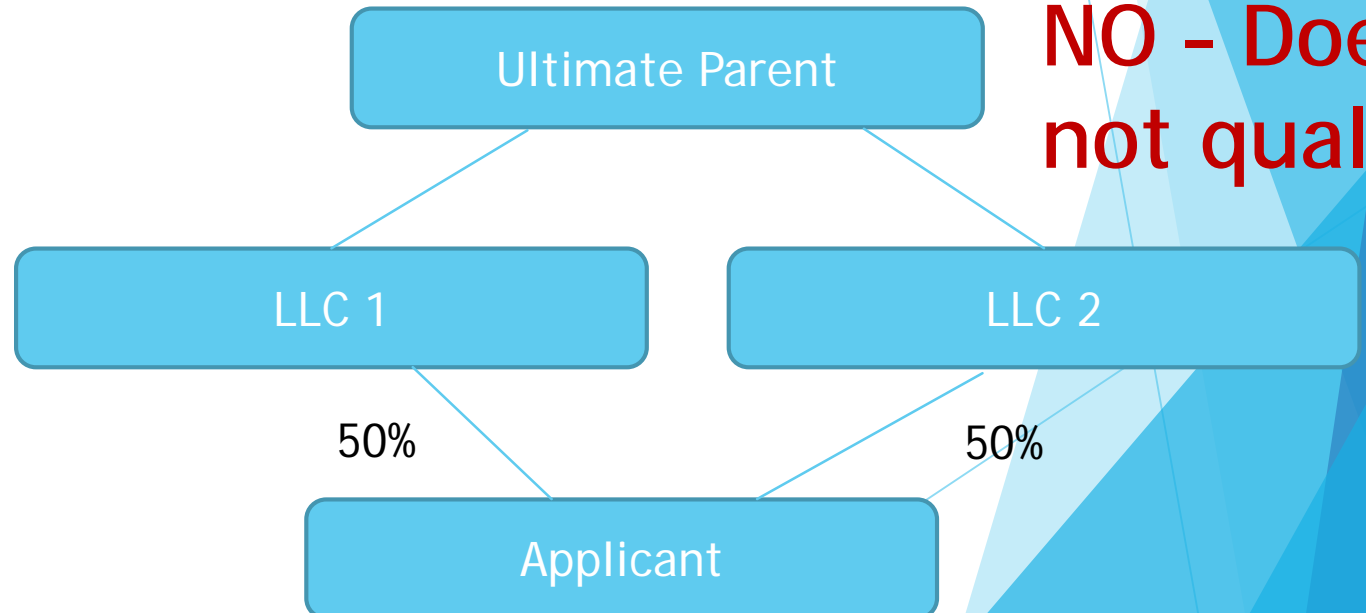 Ultimate Parent
NO – Doe
not qual
LLC 1
LLC 2
50%
50%
Applicant